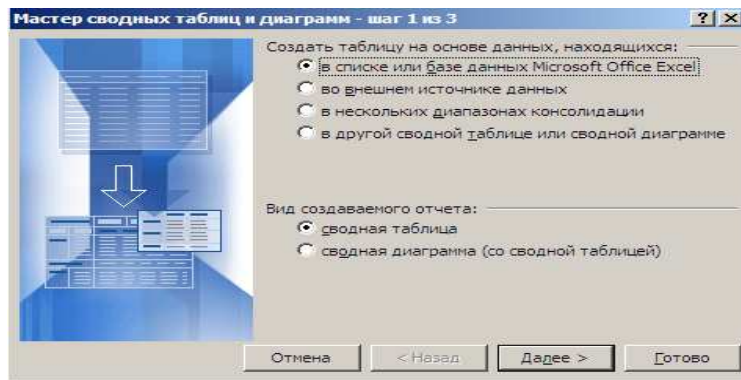 Мастер сводных таблиц и диаграмм - шаг 1 из 3
Создать таблицу на основе данных, находящихся:
в списке или базе данных Microsoft Office Excel
во внешнем источнике данных
в нескольких диапазонах консолидации
в другой сводной таблице или сводной диаграмме
Вид создаваемого отчета:
сводная таблица
сводная диаграмма (со сводной таблицей)
Отмена < Назад Далее > Готово